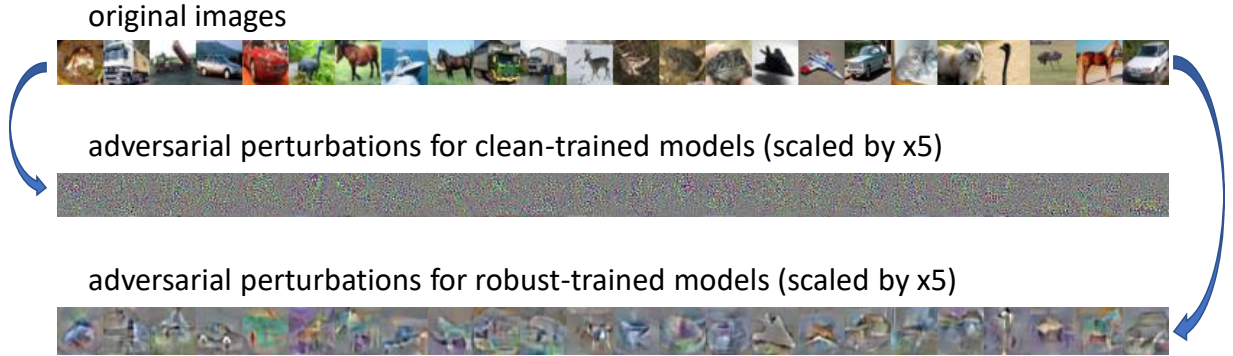 original images
adversarial perturbations for clean-trained models (scaled by x5)
adversarial perturbations for robust-trained models (scaled by x5)